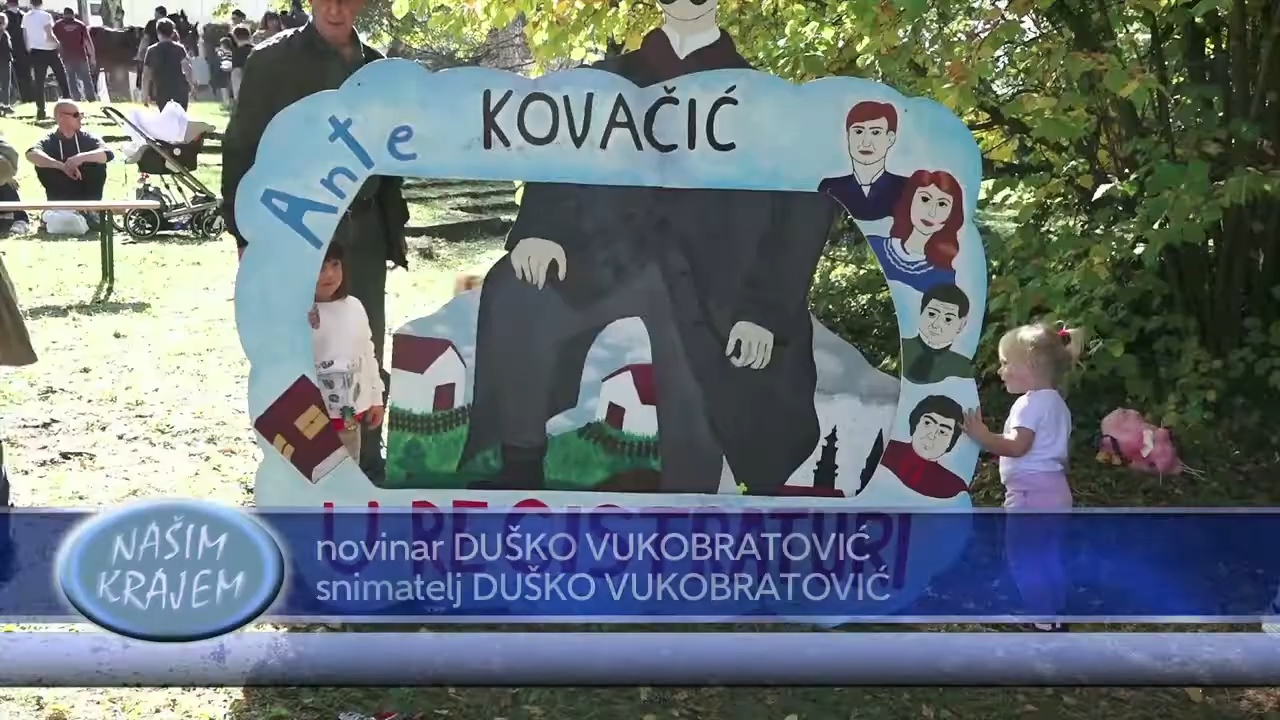 Ante
KOVAČIĆ
U REGISTRATURI
NAŠIM
KRAJEM
novinar DUŠKO VUKOBRATOVIĆ
snimatelj DUŠKO VUKOBRATOVIĆ